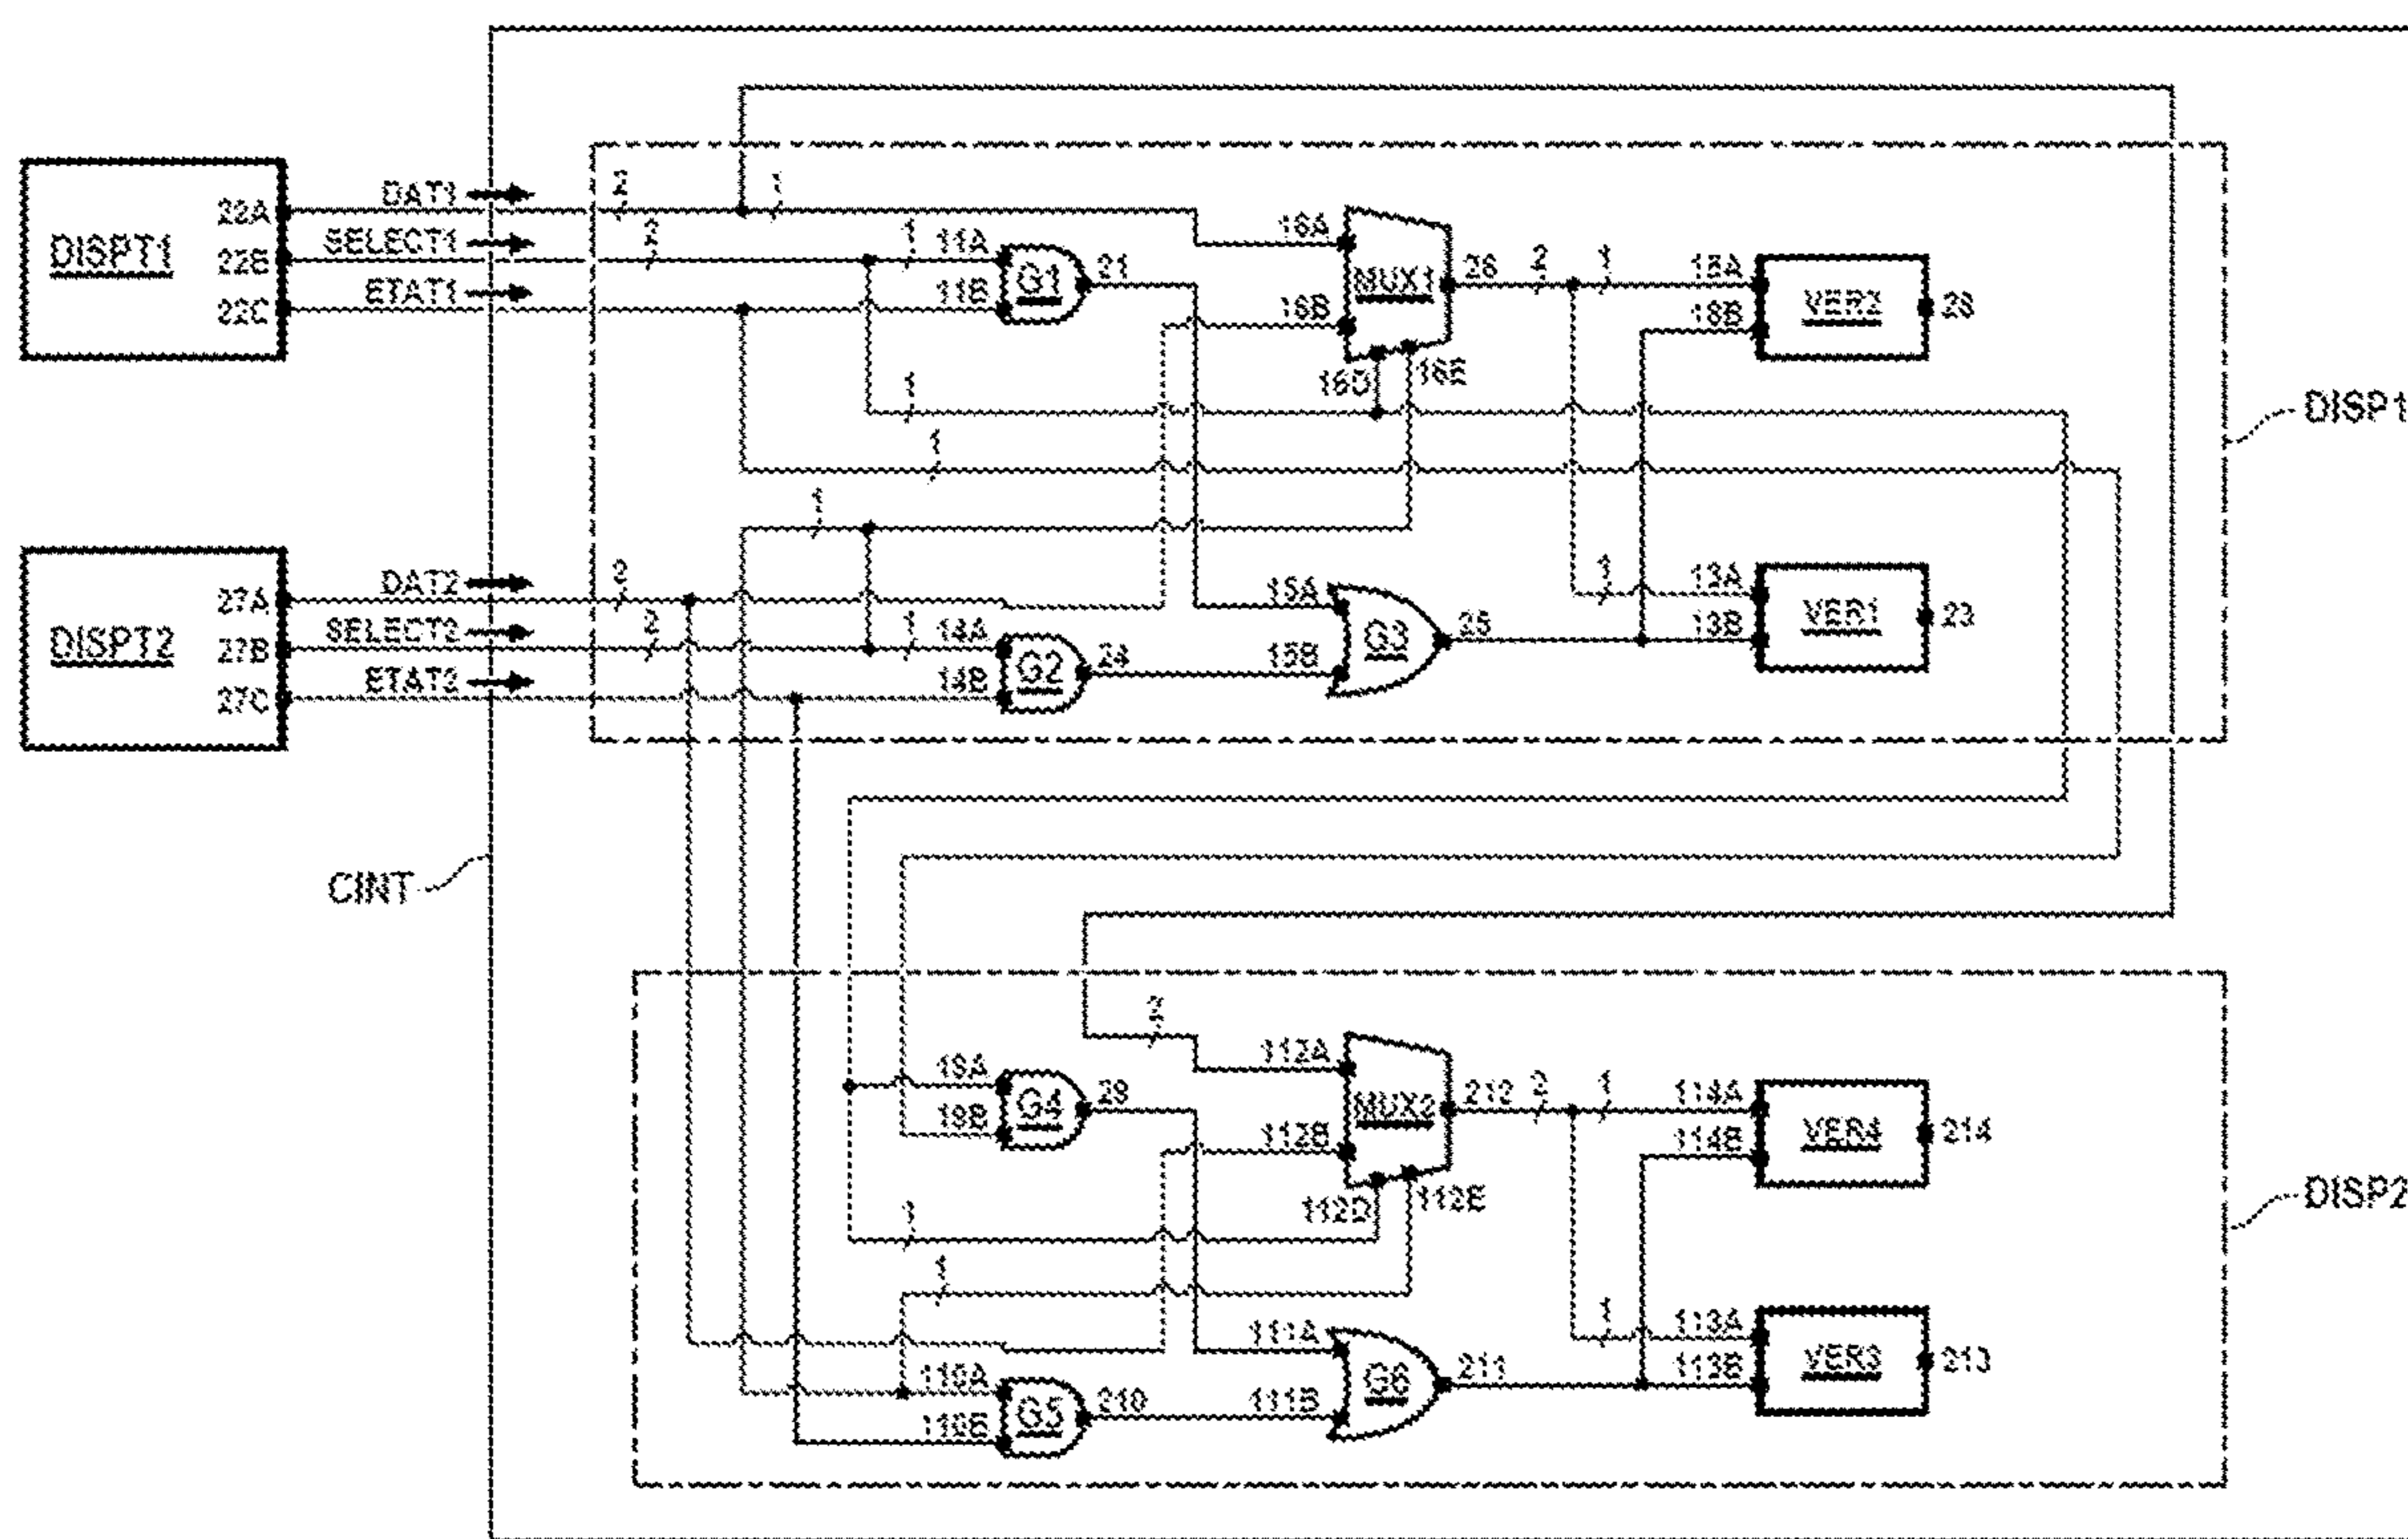 DISPT1
22A
22B
22C
DAT1
SELECT1
ETAT1
2
1
2
1
11A
11B
G1
21
16A
16B
MUX1
16D
16E
26
2
1
18B
VER2
28
DISP1
1
1
1
DISPT2
27A
27B
27C
DAT2
SELECT2
ETAT2
2
2
1
14A
14B
G2
24
15A
15B
G3
25
1
13A
13B
VER1
23
CINT
2
19A
19B
G4
29
112A
112B
MUX2
112D
112E
212
2
1
114A
114B
VER4
214
DISP2
1
1
110A
G5
210
111A
111B
G6
211
1
113A
113B
VER3
213